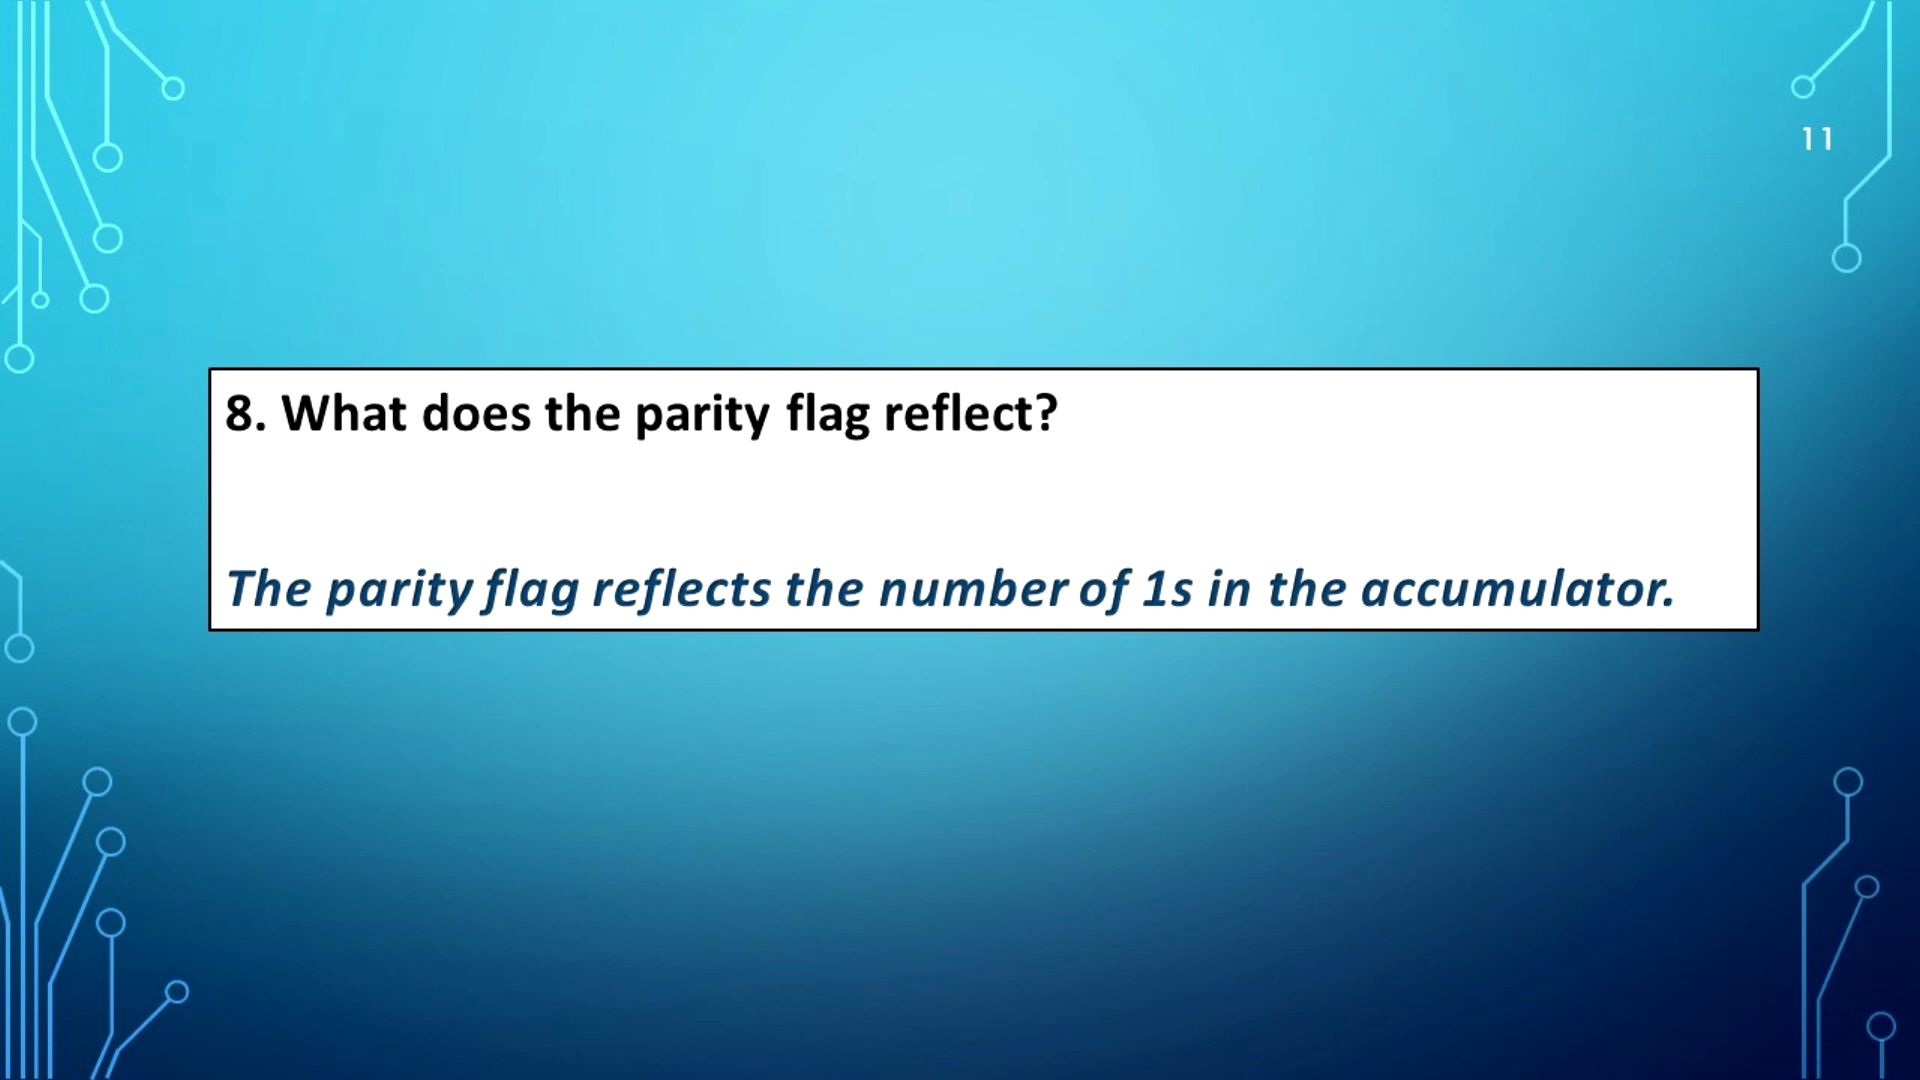 11
8. What does the parity flag reflect?
The parity flag reflects the number of 1s in the accumulator.